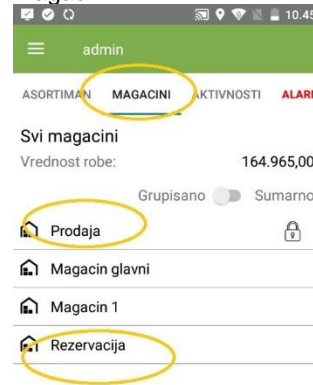 10.45
admin
ASORTIMAN MAGACINI AKTIVNOSTI ALARM
Svi magacini
Vrednost robe: 164.965,00
Grupisano Sumarno
Prodaja
Magacin glavni
Magacin 1
Rezervacija